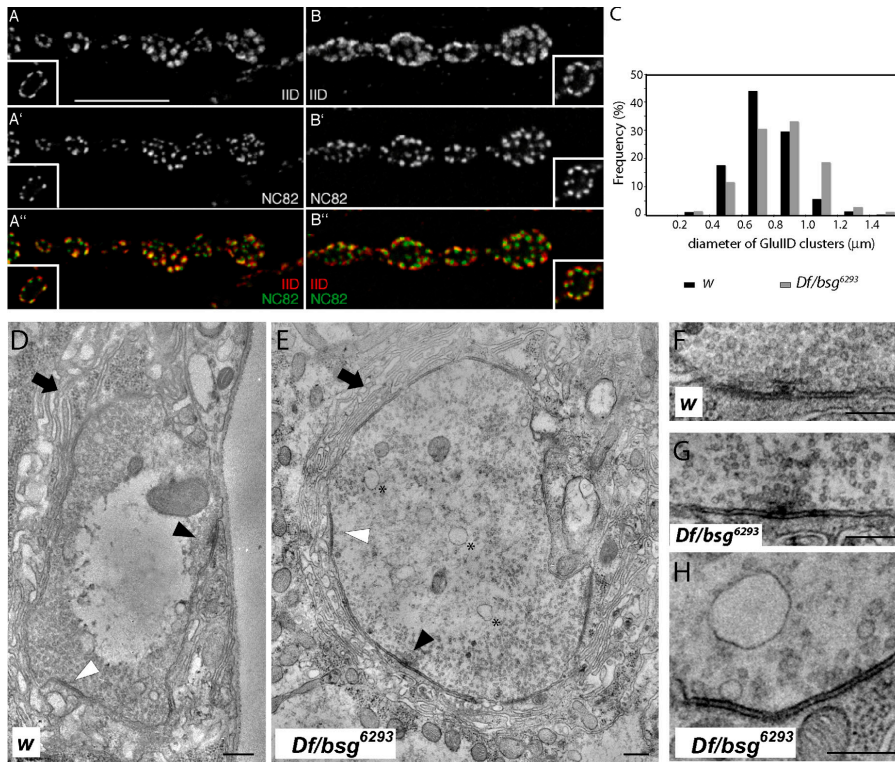 A
IID
B
IID
A'
NC82
B'
NC82
A''
IID
NC82
B''
IID
NC82
C
Frequency (%)
50
40
30
20
10
0
0.2 0.4 0.6 0.8 1.0 1.2 1.4
diameter of GluIID clusters (μm)
w
Df/bsg⁶²⁹³
D
w
E
*
*
*
Df/bsg⁶²⁹³
F
w
G
Df/bsg⁶²⁹³
H
Df/bsg⁶²⁹³